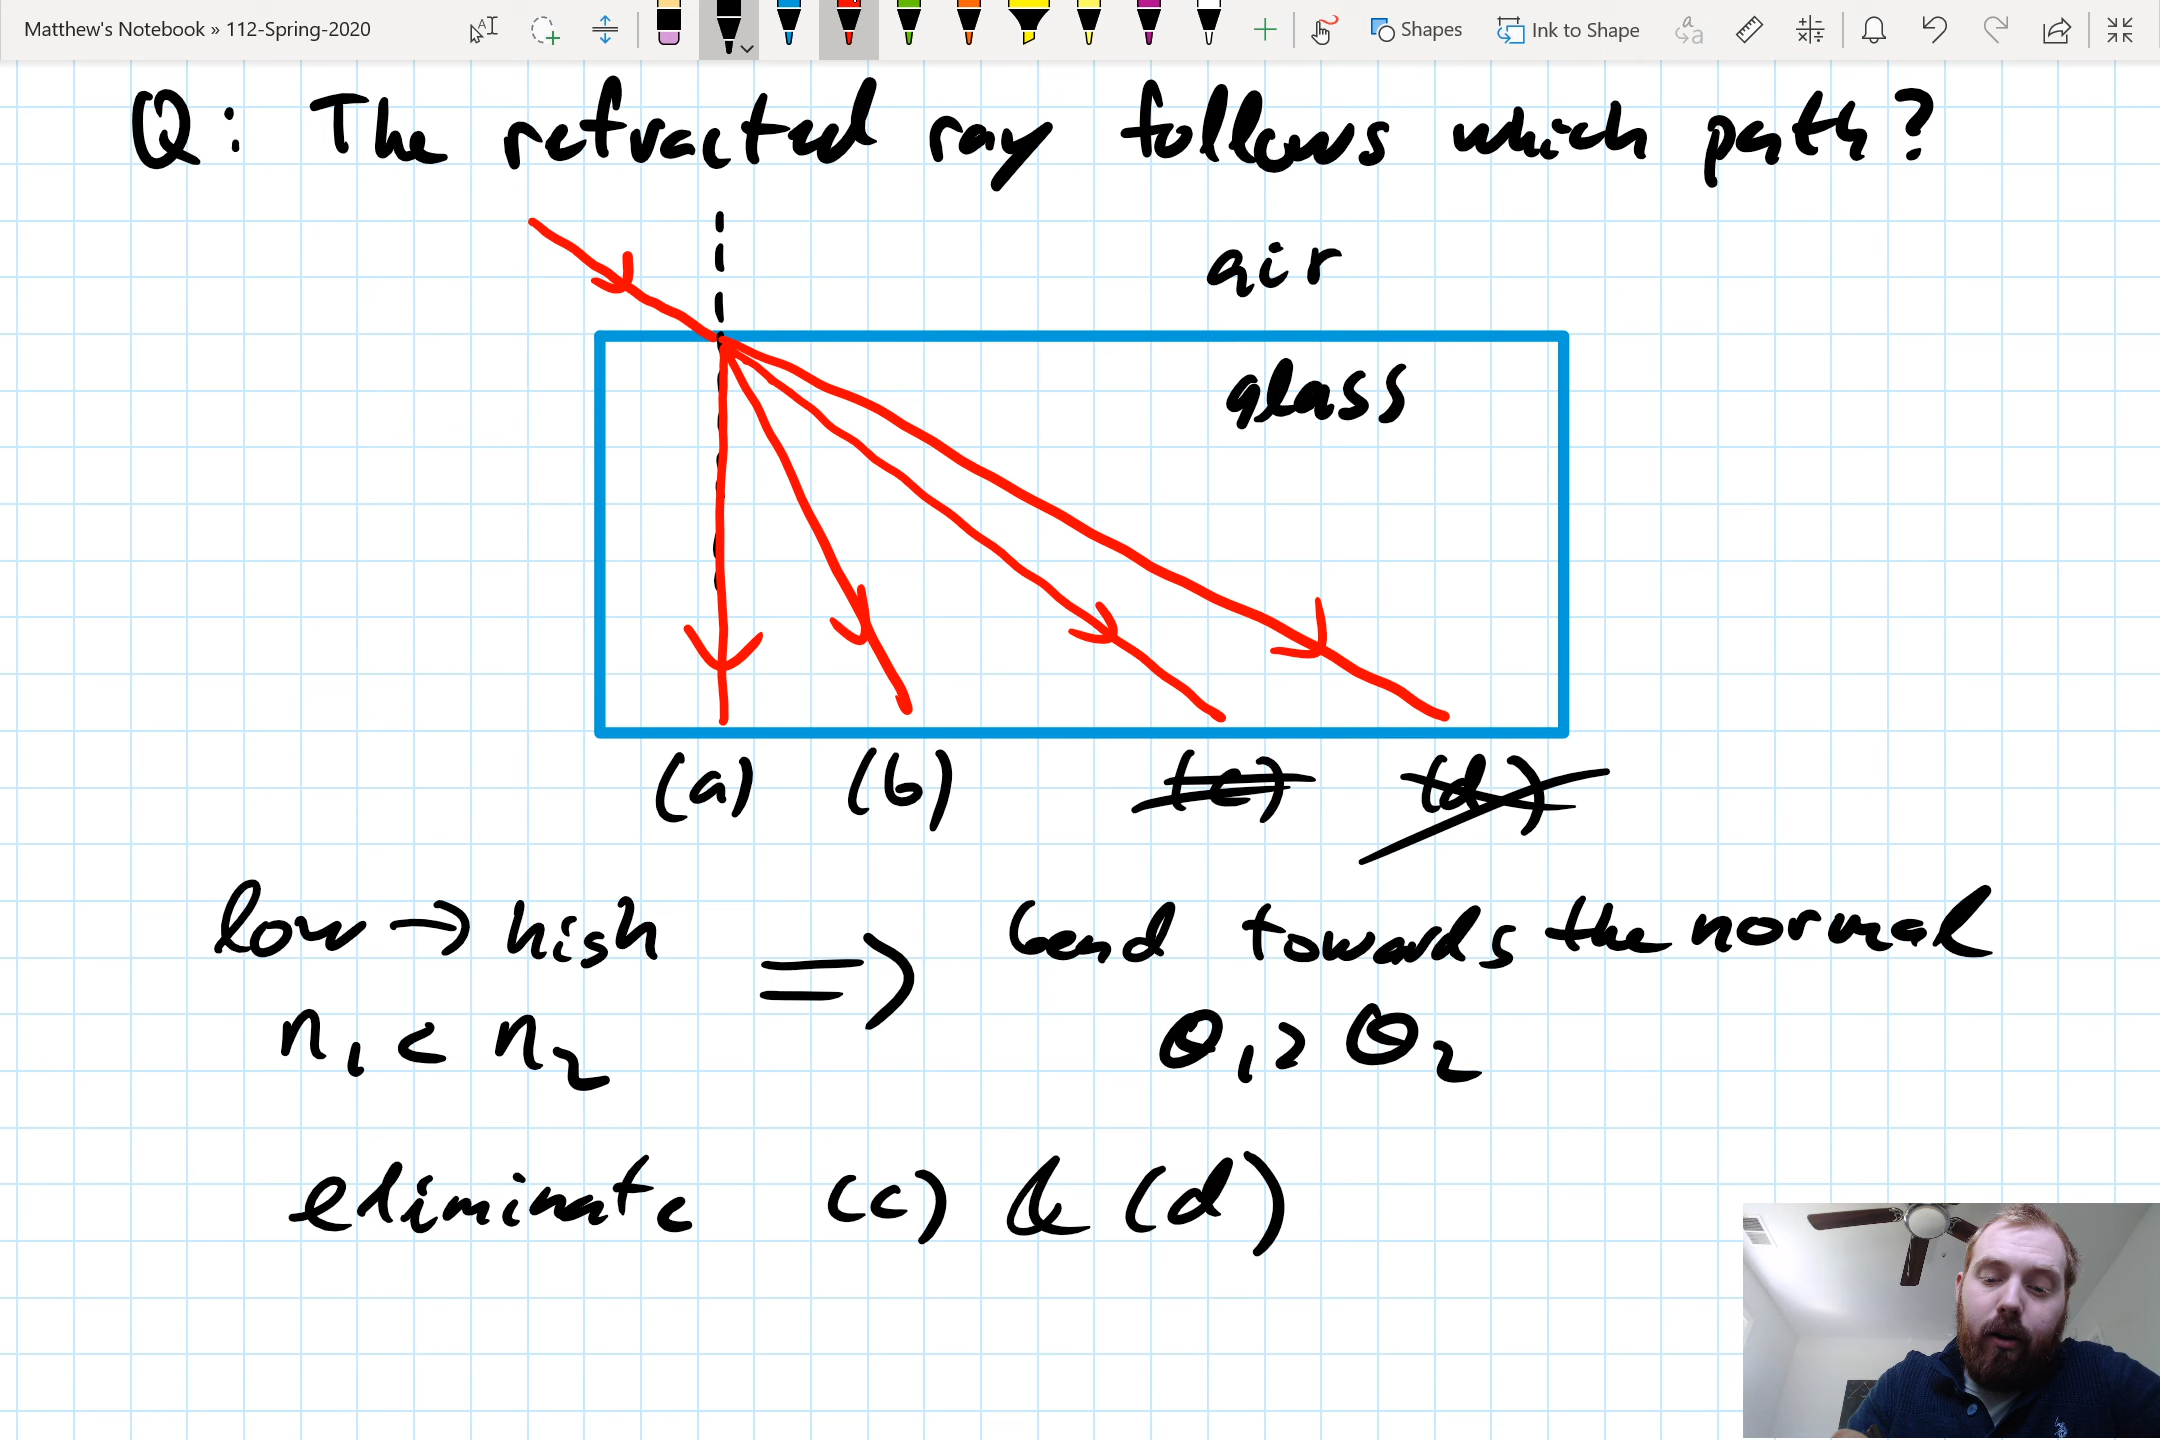 Matthew's Notebook » 112-Spring-2020
Shapes
Ink to Shape
Q: The refracted ray follows which path?
air
glass
(a) (b) (c) (d)
low → high => bend towards the normal
n₁ < n₂ θ₁ > θ₂
eliminate (c) & (d)